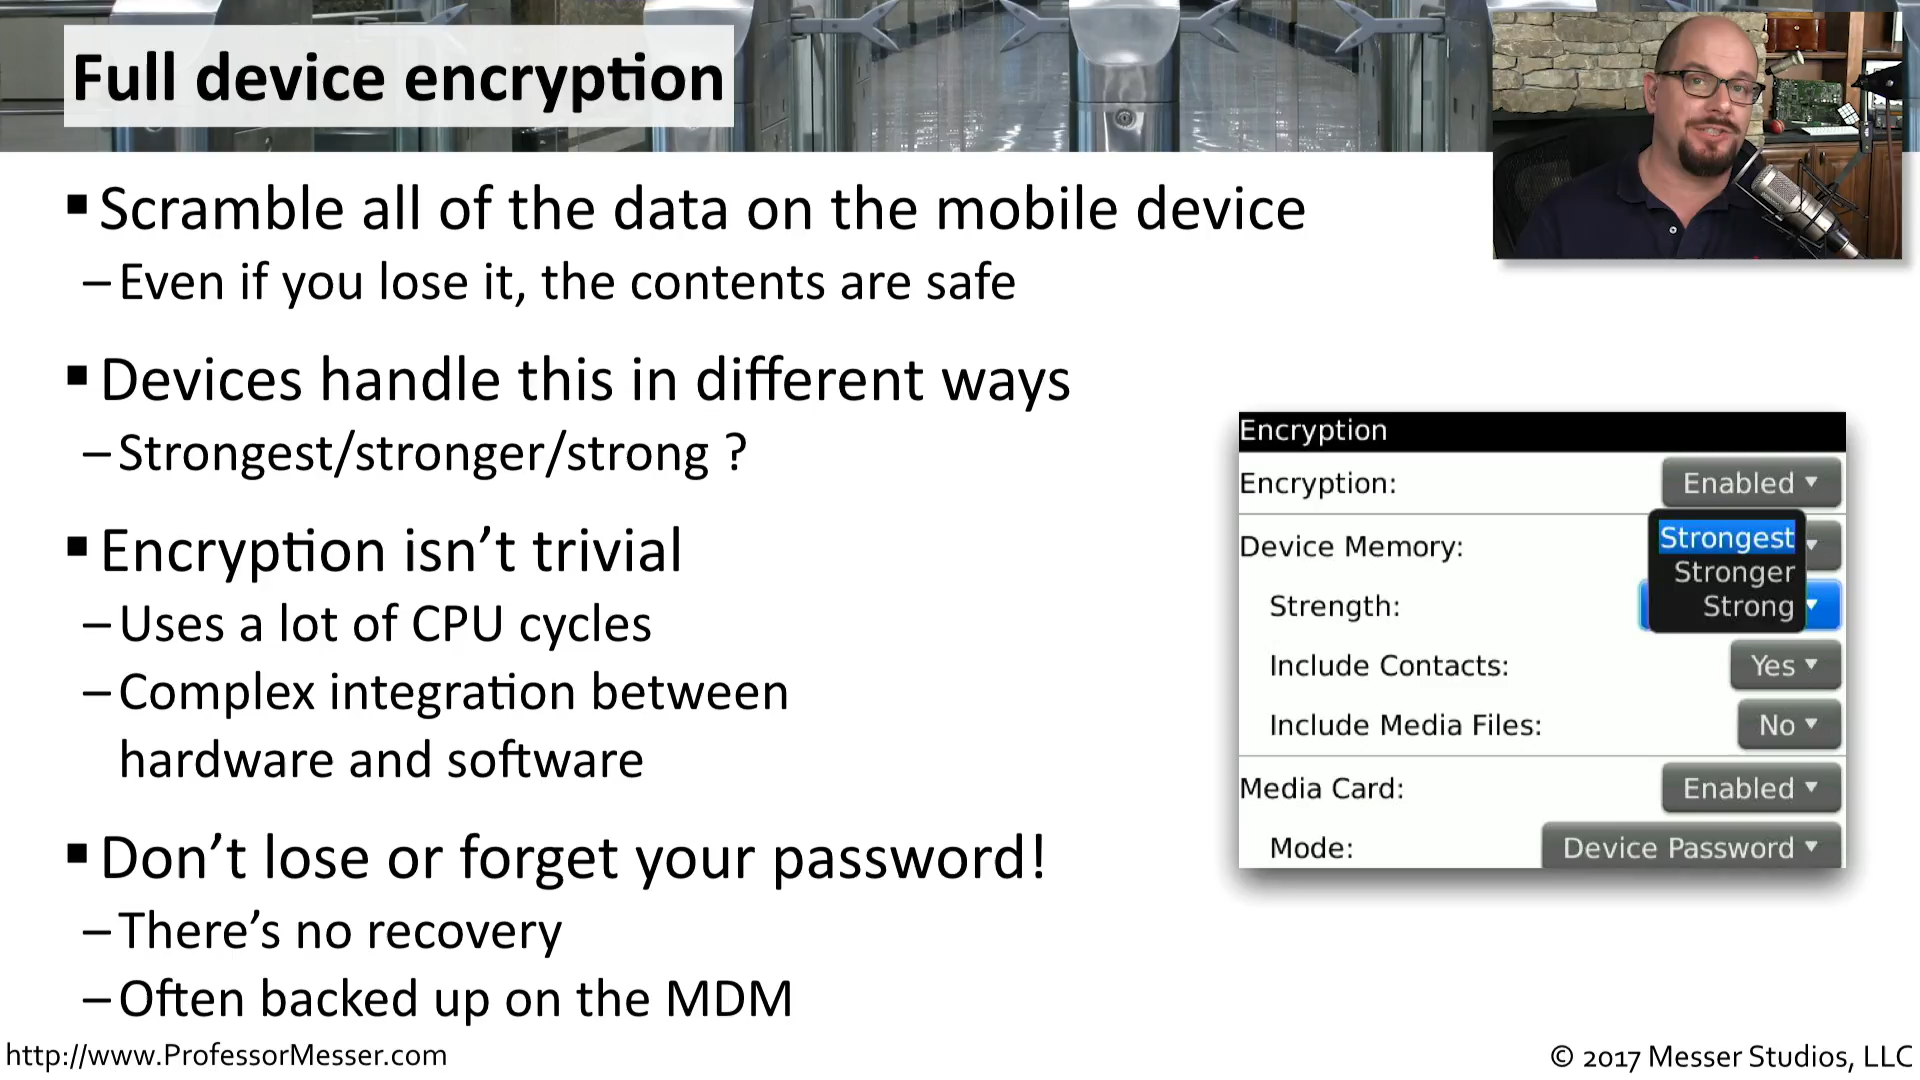 Full device encryption
▪ Scramble all of the data on the mobile device
– Even if you lose it, the contents are safe
▪ Devices handle this in different ways
– Strongest/stronger/strong ?
▪ Encryption isn’t trivial
– Uses a lot of CPU cycles
– Complex integration between
hardware and software
▪ Don’t lose or forget your password!
– There’s no recovery
– Often backed up on the MDM
Encryption
Encryption: Enabled
Device Memory:
Strongest
Stronger
Strong
Strength:
Include Contacts: Yes
Include Media Files: No
Media Card: Enabled
Mode: Device Password
http://www.ProfessorMesser.com
© 2017 Messer Studios, LLC